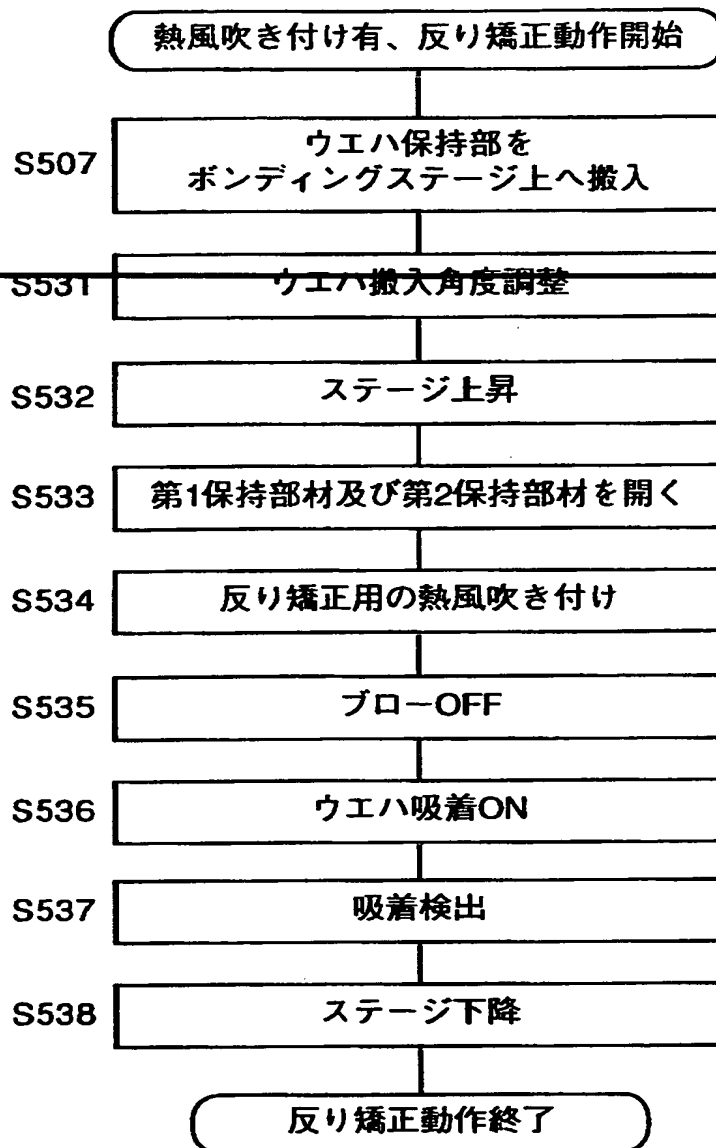 熱風吹き付け有、反り矯正動作開始
S507
ウエハ保持部を
ボンディングステージ上へ搬入
S531
ウエハ搬入角度調整
S532
ステージ上昇
S533
第1保持部材及び第2保持部材を開く
S534
反り矯正用の熱風吹き付け
S535
ブローOFF
S536
ウエハ吸着ON
S537
吸着検出
S538
ステージ下降
反り矯正動作終了